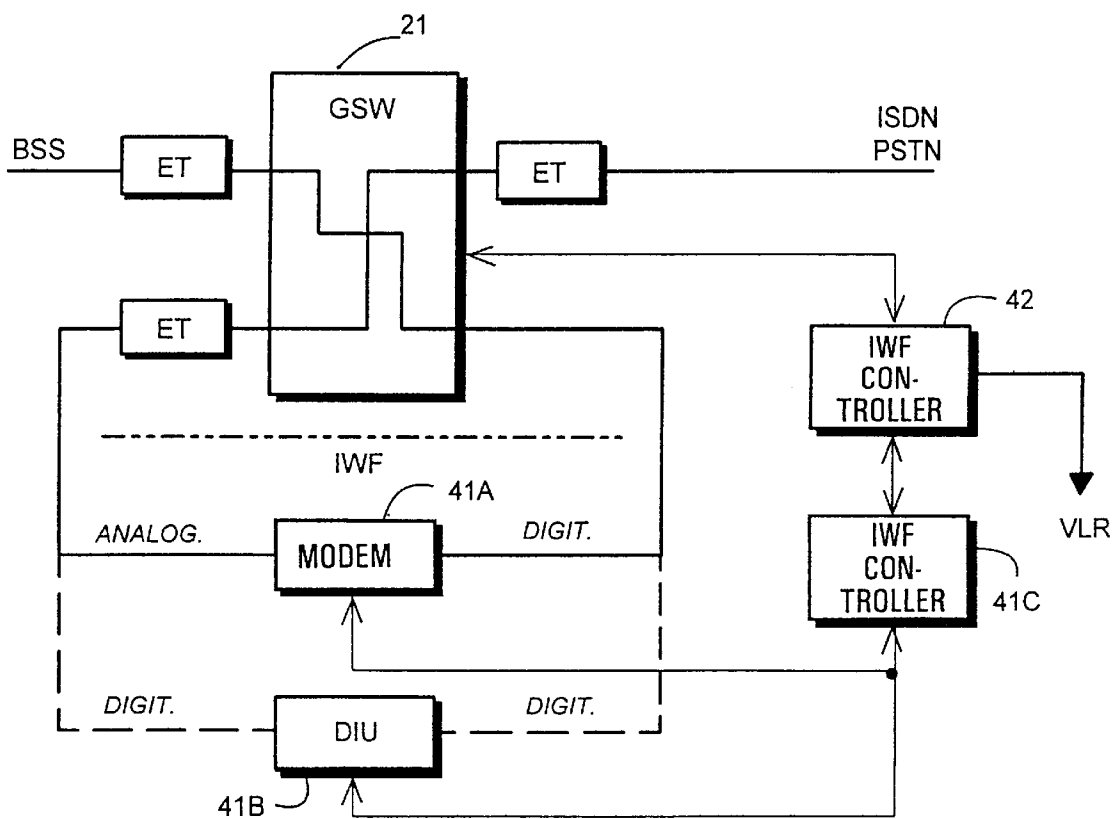 21
GSW
ISDN
PSTN
BSS
ET
ET
ET
42
IWF
CON-
TROLLER
IWF
41A
ANALOG.
MODEM
DIGIT.
VLR
IWF
CON-
TROLLER
41C
DIGIT.
DIU
DIGIT.
41B